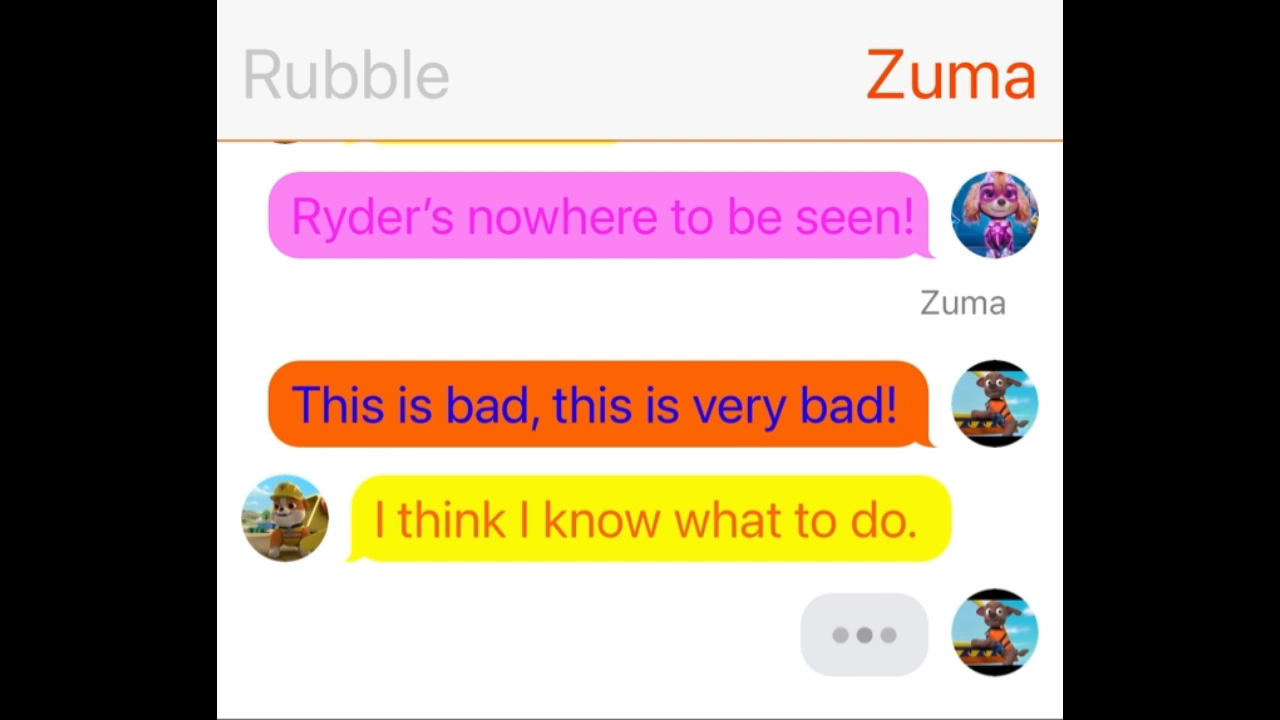 Rubble Zuma
Ryder’s nowhere to be seen!
Zuma
This is bad, this is very bad!
I think I know what to do.